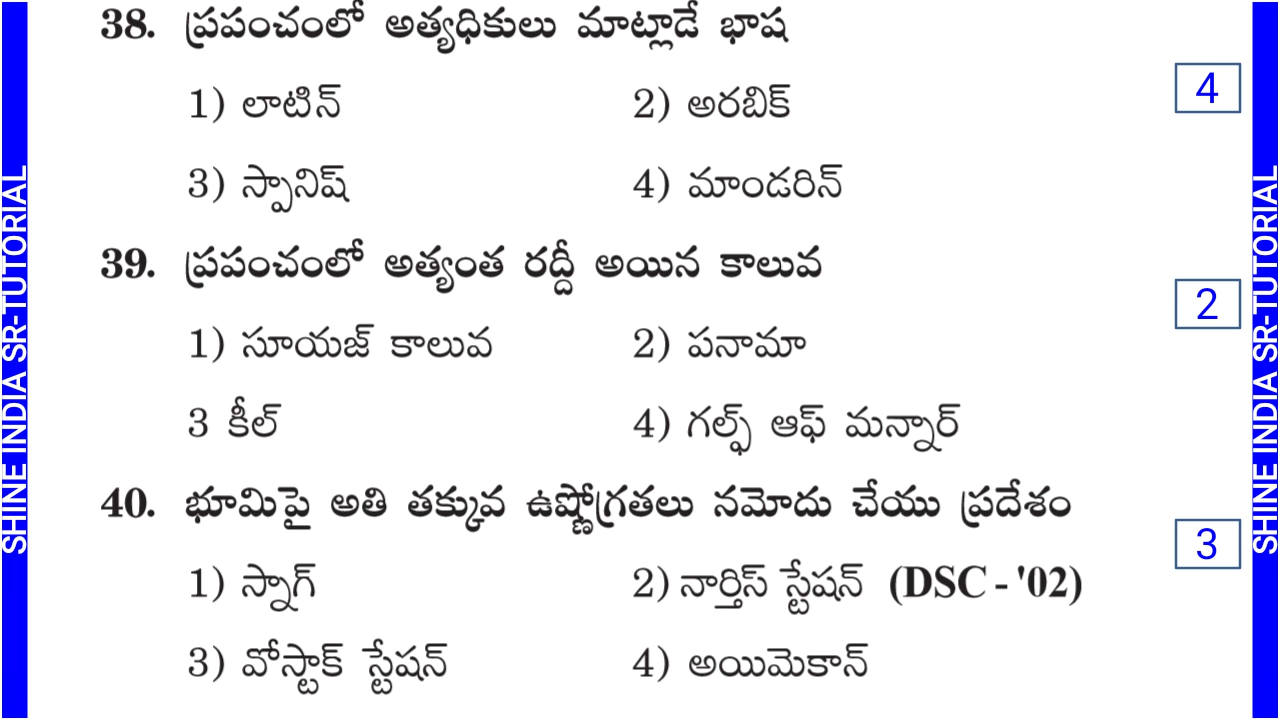 38. ప్రపంచంలో అత్యధికులు మాట్లాడే భాష
1) లాటిన్ 2) అరబిక్
4
3) స్పానిష్ 4) మాండరిన్
39. ప్రపంచంలో అత్యంత రద్దీ అయిన కాలువ
2
1) సూయజ్ కాలువ 2) పనామా
3 కీల్ 4) గల్ఫ్ ఆఫ్ మన్నార్
40. భూమిపై అతి తక్కువ ఉష్ణోగ్రతలు నమోదు చేయు ప్రదేశం
3
1) స్నాగ్ 2) నార్తిస్ స్టేషన్ (DSC - '02)
3) వోస్టాక్ స్టేషన్ 4) అయిమెకాన్
SHINE INDIA SR-TUTORIAL
SHINE INDIA SR-TUTORIAL